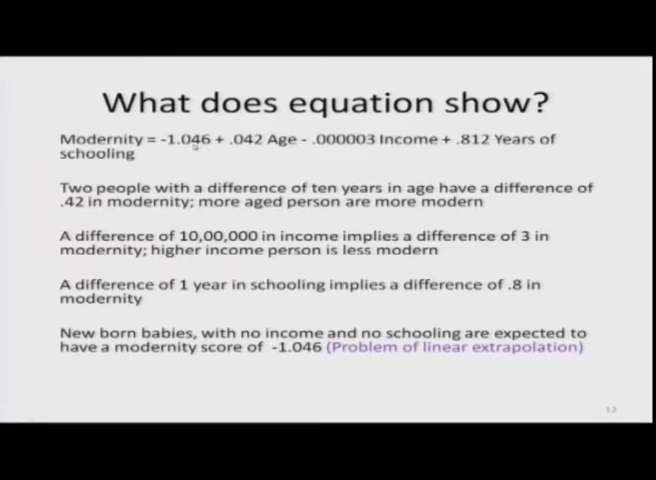 What does equation show?
Modernity = -1.046 + .042 Age - .000003 Income + .812 Years of
schooling
Two people with a difference of ten years in age have a difference of
.42 in modernity; more aged person are more modern
A difference of 10,00,000 in income implies a difference of 3 in
modernity; higher income person is less modern
A difference of 1 year in schooling implies a difference of .8 in
modernity
New born babies, with no income and no schooling are expected to
have a modernity score of -1.046 (Problem of linear extrapolation)
12